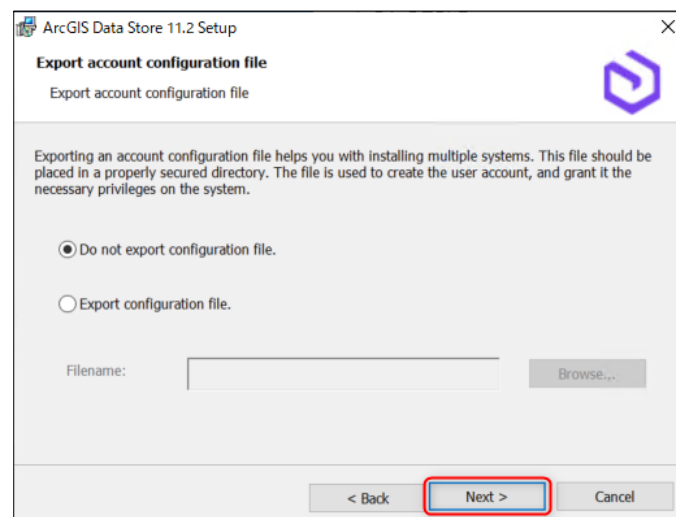 ArcGIS Data Store 11.2 Setup
Export account configuration file
Export account configuration file
Exporting an account configuration file helps you with installing multiple systems. This file should be
placed in a properly secured directory. The file is used to create the user account, and grant it the
necessary privileges on the system.
Do not export configuration file.
Export configuration file.
Filename: Browse...
< Back Next > Cancel